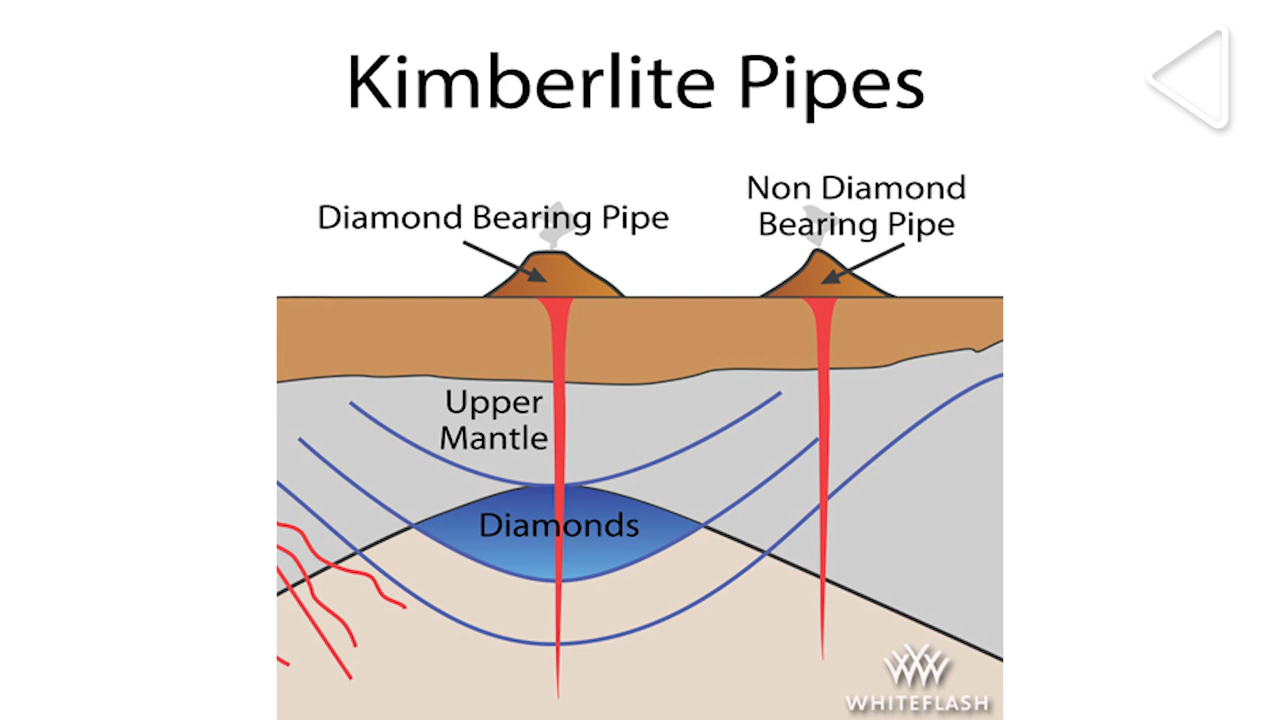 Kimberlite Pipes
Diamond Bearing Pipe
Non Diamond
Bearing Pipe
Upper
Mantle
Diamonds
WHITEFLASH